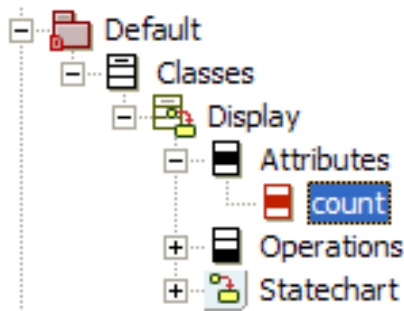 Default
Classes
Display
Attributes
count
Operations
Statechart